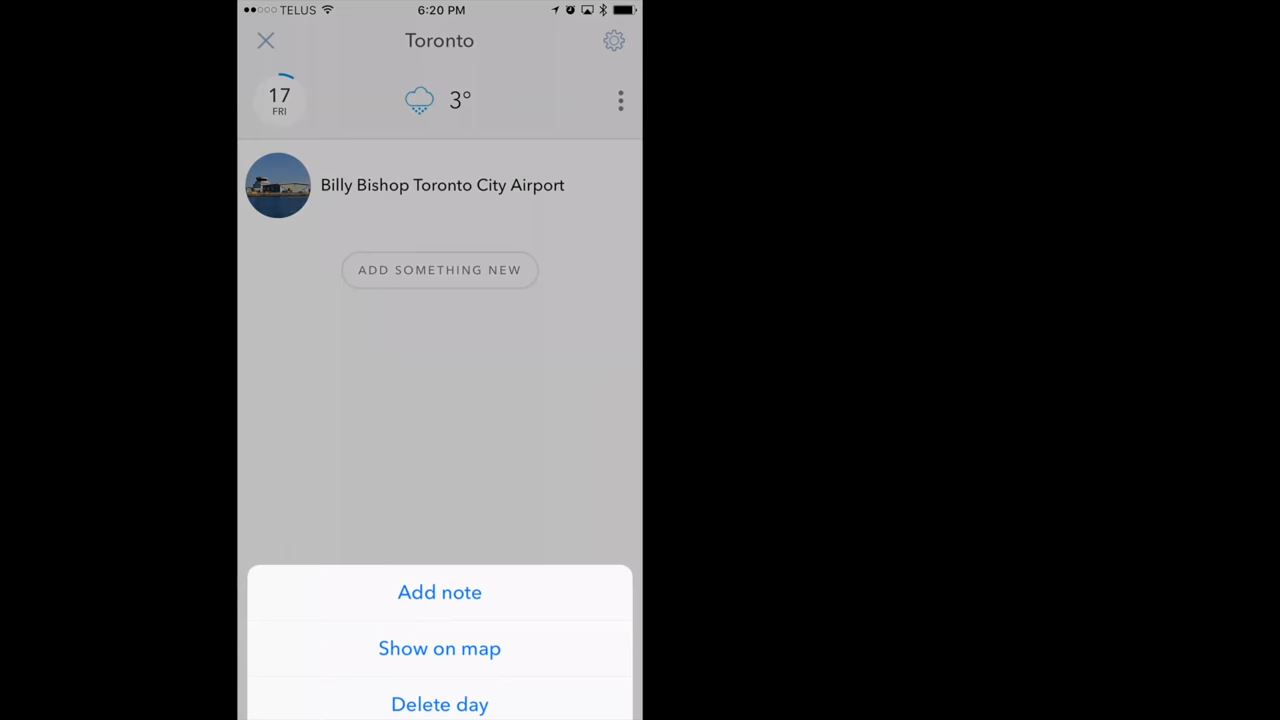 TELUS 6:20 PM
Toronto
17 3°
FRI
Billy Bishop Toronto City Airport
ADD SOMETHING NEW
Add note
Show on map
Delete day